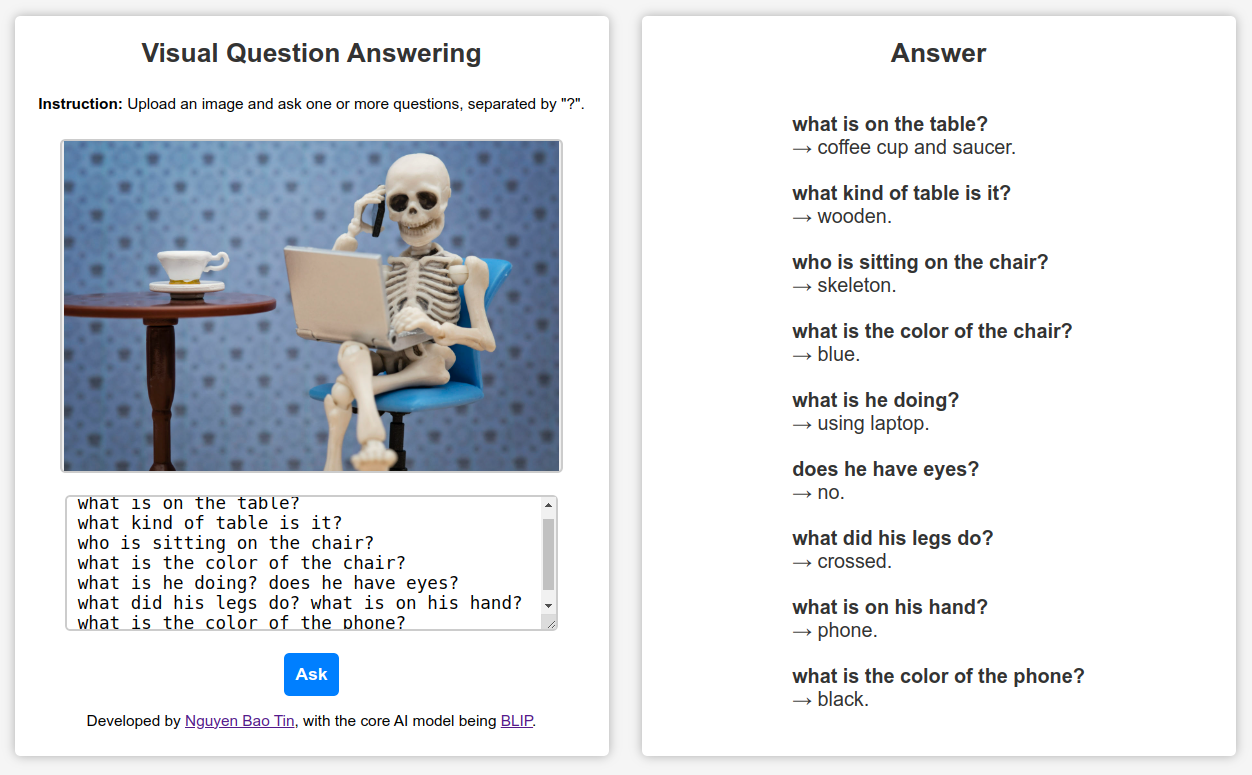 Visual Question Answering
Instruction: Upload an image and ask one or more questions, separated by "?".
what is on the table?
what kind of table is it?
who is sitting on the chair?
what is the color of the chair?
what is he doing? does he have eyes?
what did his legs do? what is on his hand?
what is the color of the phone?
Ask
Developed by Nguyen Bao Tin, with the core AI model being BLIP.
Answer
what is on the table?
→ coffee cup and saucer.
what kind of table is it?
→ wooden.
who is sitting on the chair?
→ skeleton.
what is the color of the chair?
→ blue.
what is he doing?
→ using laptop.
does he have eyes?
→ no.
what did his legs do?
→ crossed.
what is on his hand?
→ phone.
what is the color of the phone?
→ black.